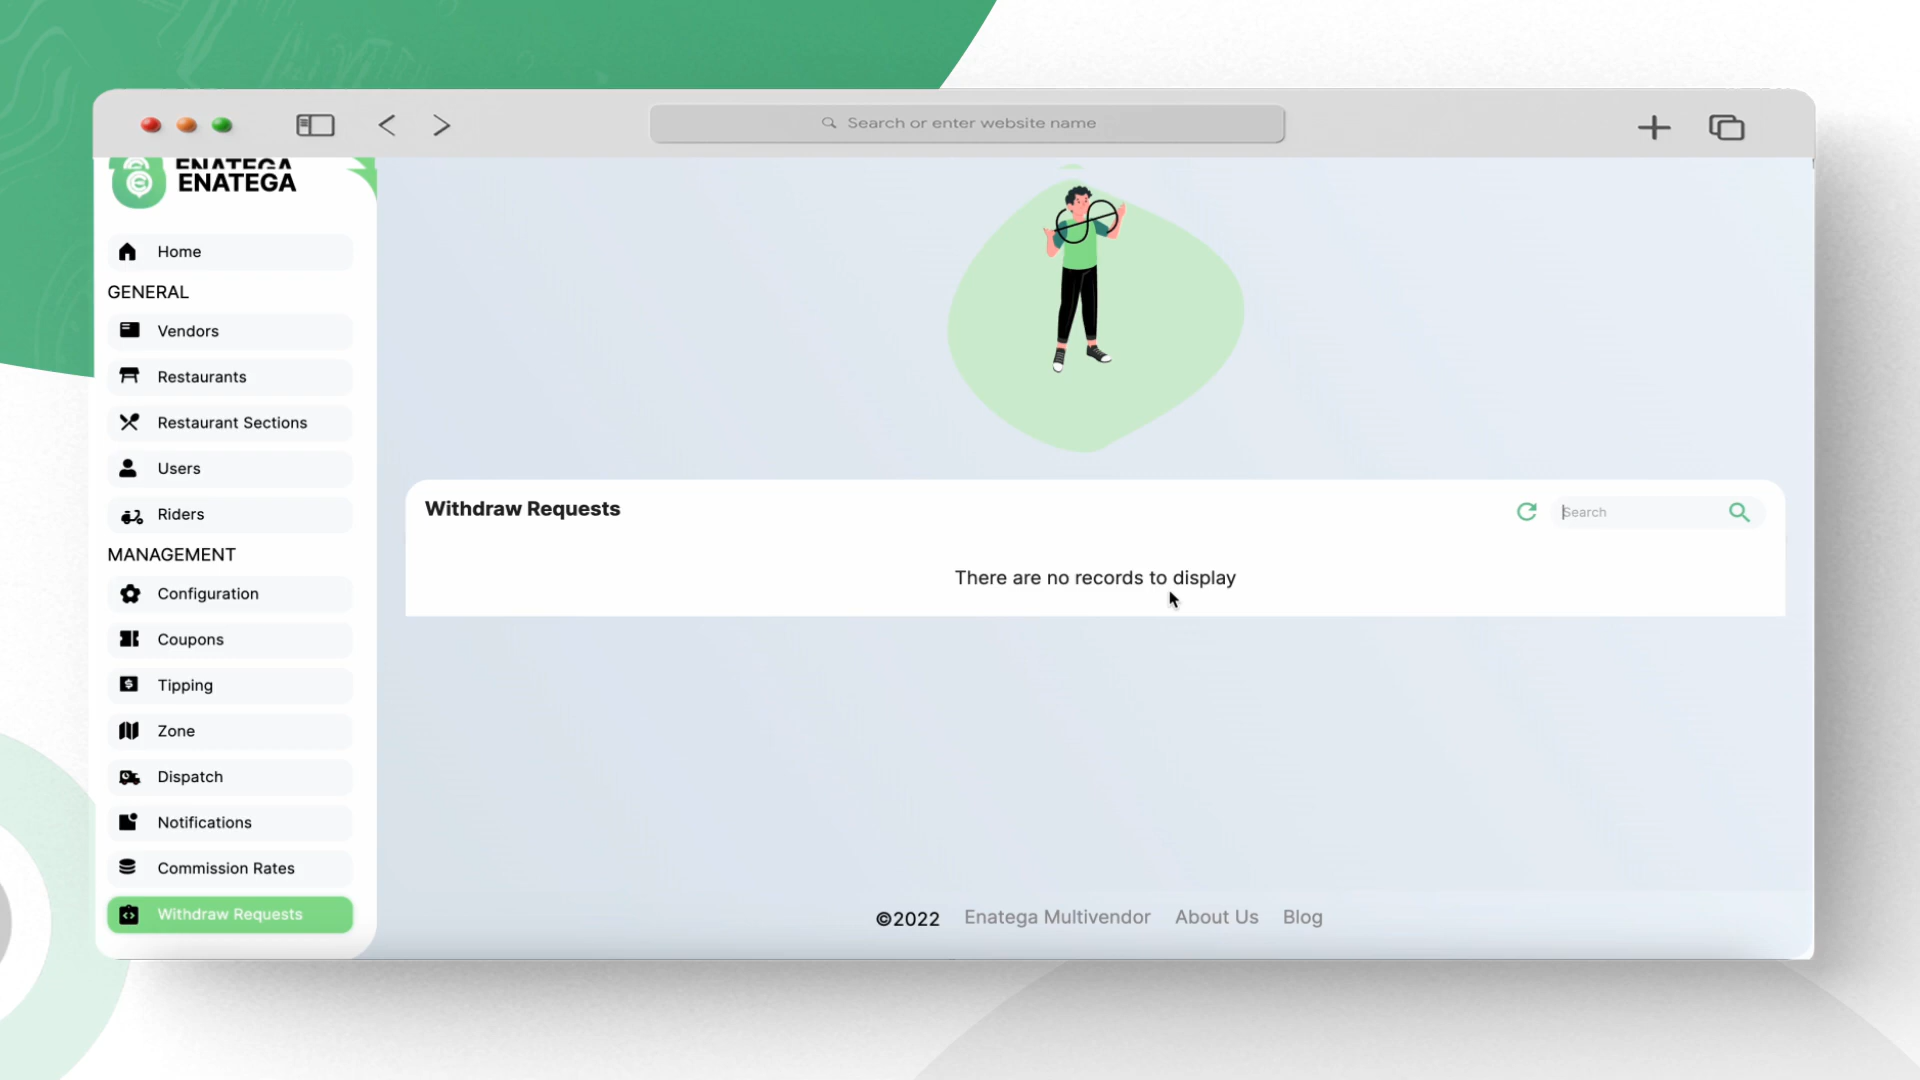 Search or enter website name
ENATEGA
ENATEGA
Home
GENERAL
Vendors
Restaurants
Restaurant Sections
Users
Riders
MANAGEMENT
Configuration
Coupons
Tipping
Zone
Dispatch
Notifications
Commission Rates
Withdraw Requests
Withdraw Requests
Search
There are no records to display
©2022 Enatega Multivendor About Us Blog